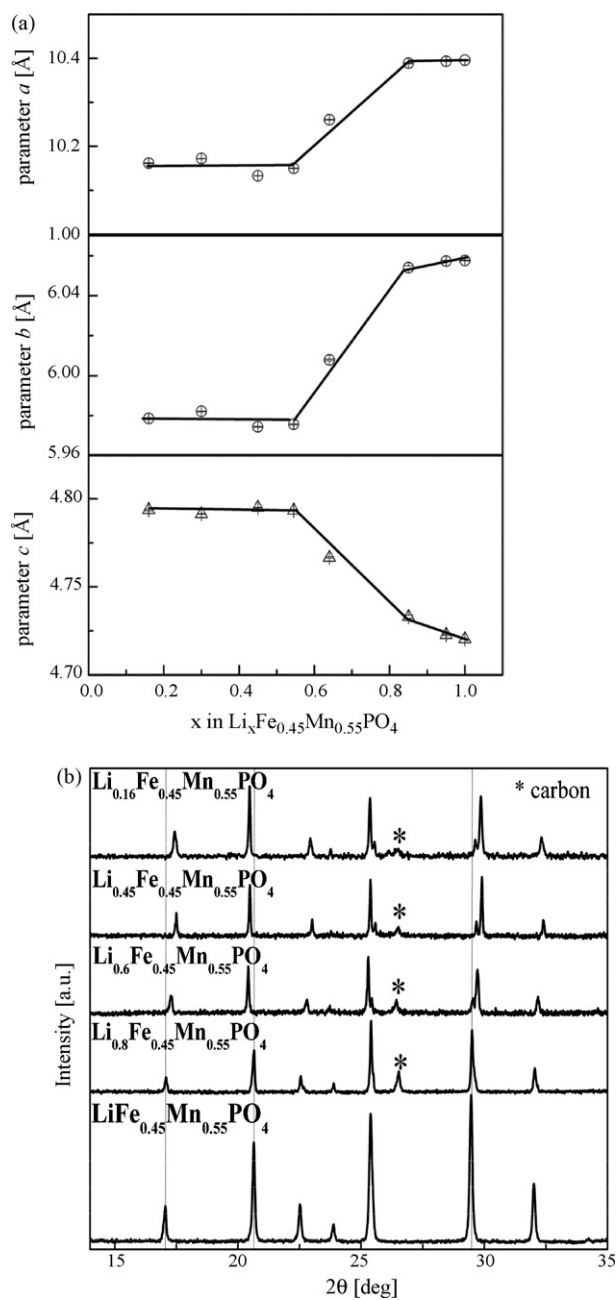 (a)
parameter a [Å]
10.4
10.2
1.00
parameter b [Å]
6.04
6.00
5.96
parameter c [Å]
4.80
4.75
4.70
0.0 0.2 0.4 0.6 0.8 1.0
x in LiₓFe₀.₄₅Mn₀.₅₅PO₄
(b)
Li₀.₁₆Fe₀.₄₅Mn₀.₅₅PO₄
* carbon
*
Li₀.₄₅Fe₀.₄₅Mn₀.₅₅PO₄
*
Li₀.₆Fe₀.₄₅Mn₀.₅₅PO₄
*
Li₀.₈Fe₀.₄₅Mn₀.₅₅PO₄
*
LiFe₀.₄₅Mn₀.₅₅PO₄
Intensity [a.u.]
15 20 25 30 35
2θ [deg]